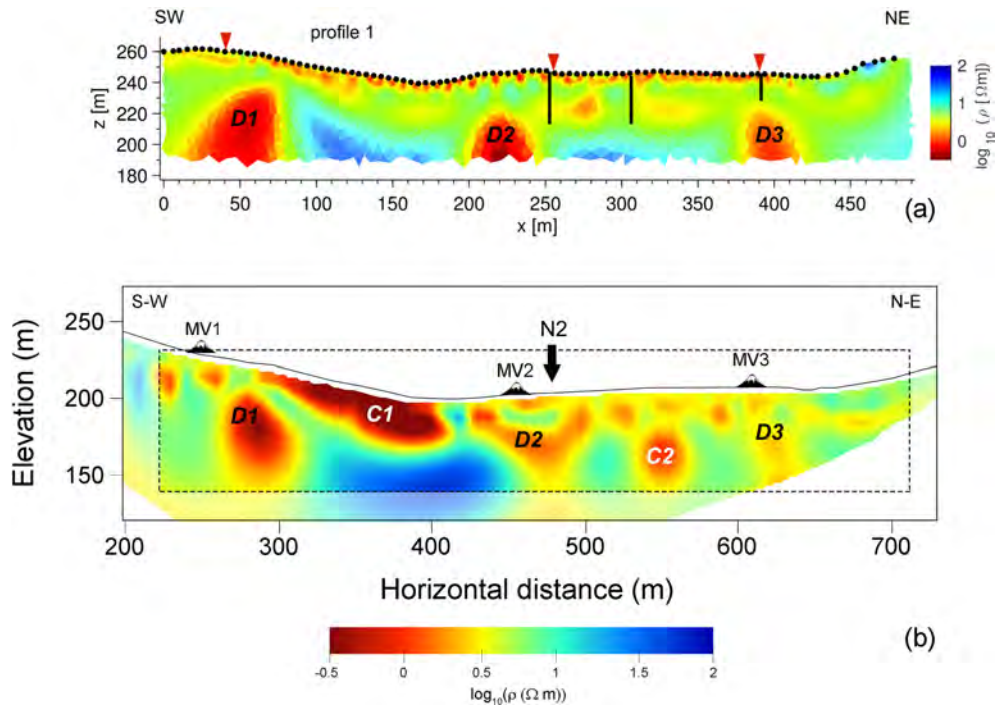 SW
profile 1
NE
260
240
220
200
180
z [m]
D1
D2
D3
2
1
0
log10 (ρ [Ωm])
0 50 100 150 200 250 300 350 400 450
x [m]
(a)
S-W
N-E
250
200
150
Elevation (m)
MV1
MV2
N2
MV3
D1
C1
D2
C2
D3
200 300 400 500 600 700
Horizontal distance (m)
(b)
-0.5 0 0.5 1 1.5 2
log10(ρ (Ω m))